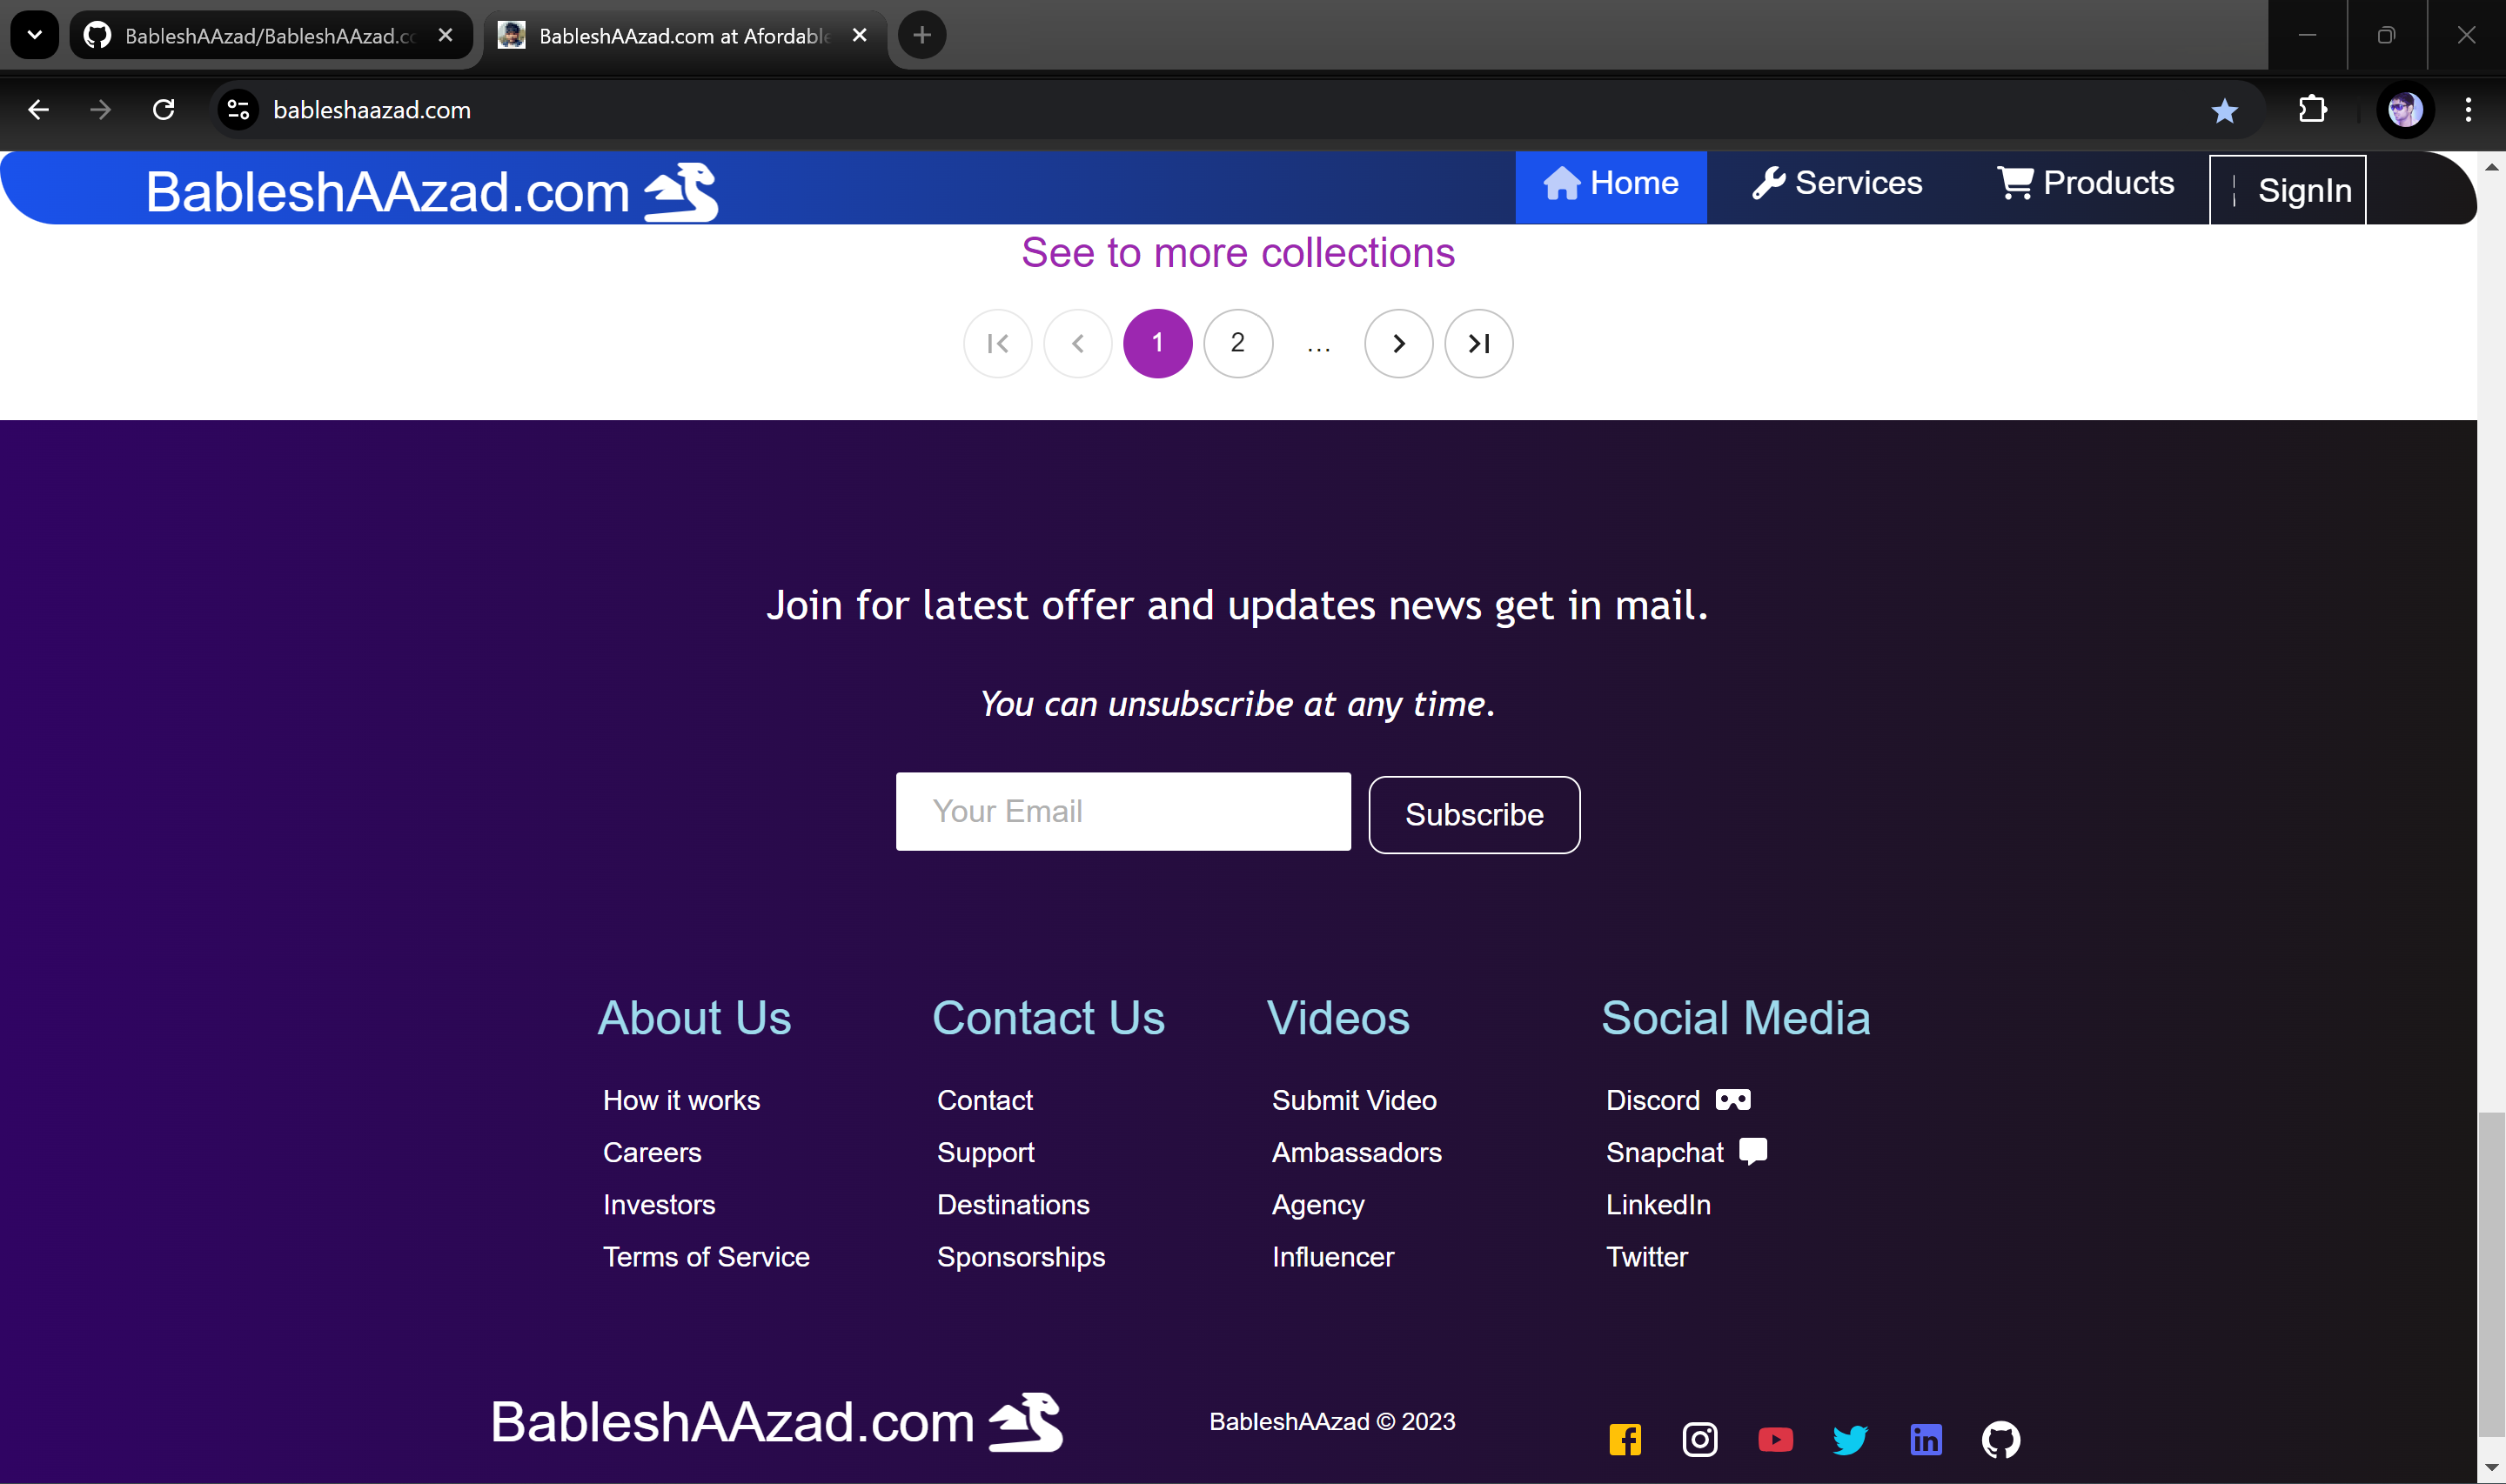 BableshAAzad/BableshAAzad.co
BableshAAzad.com at Afordable
bableshaazad.com
BableshAAzad.com
Home
Services
Products
SignIn
See to more collections
1
2
...
Join for latest offer and updates news get in mail.
You can unsubscribe at any time.
Your Email
Subscribe
About Us
How it works
Careers
Investors
Terms of Service
Contact Us
Contact
Support
Destinations
Sponsorships
Videos
Submit Video
Ambassadors
Agency
Influencer
Social Media
Discord
Snapchat
LinkedIn
Twitter
BableshAAzad.com
BableshAAzad © 2023